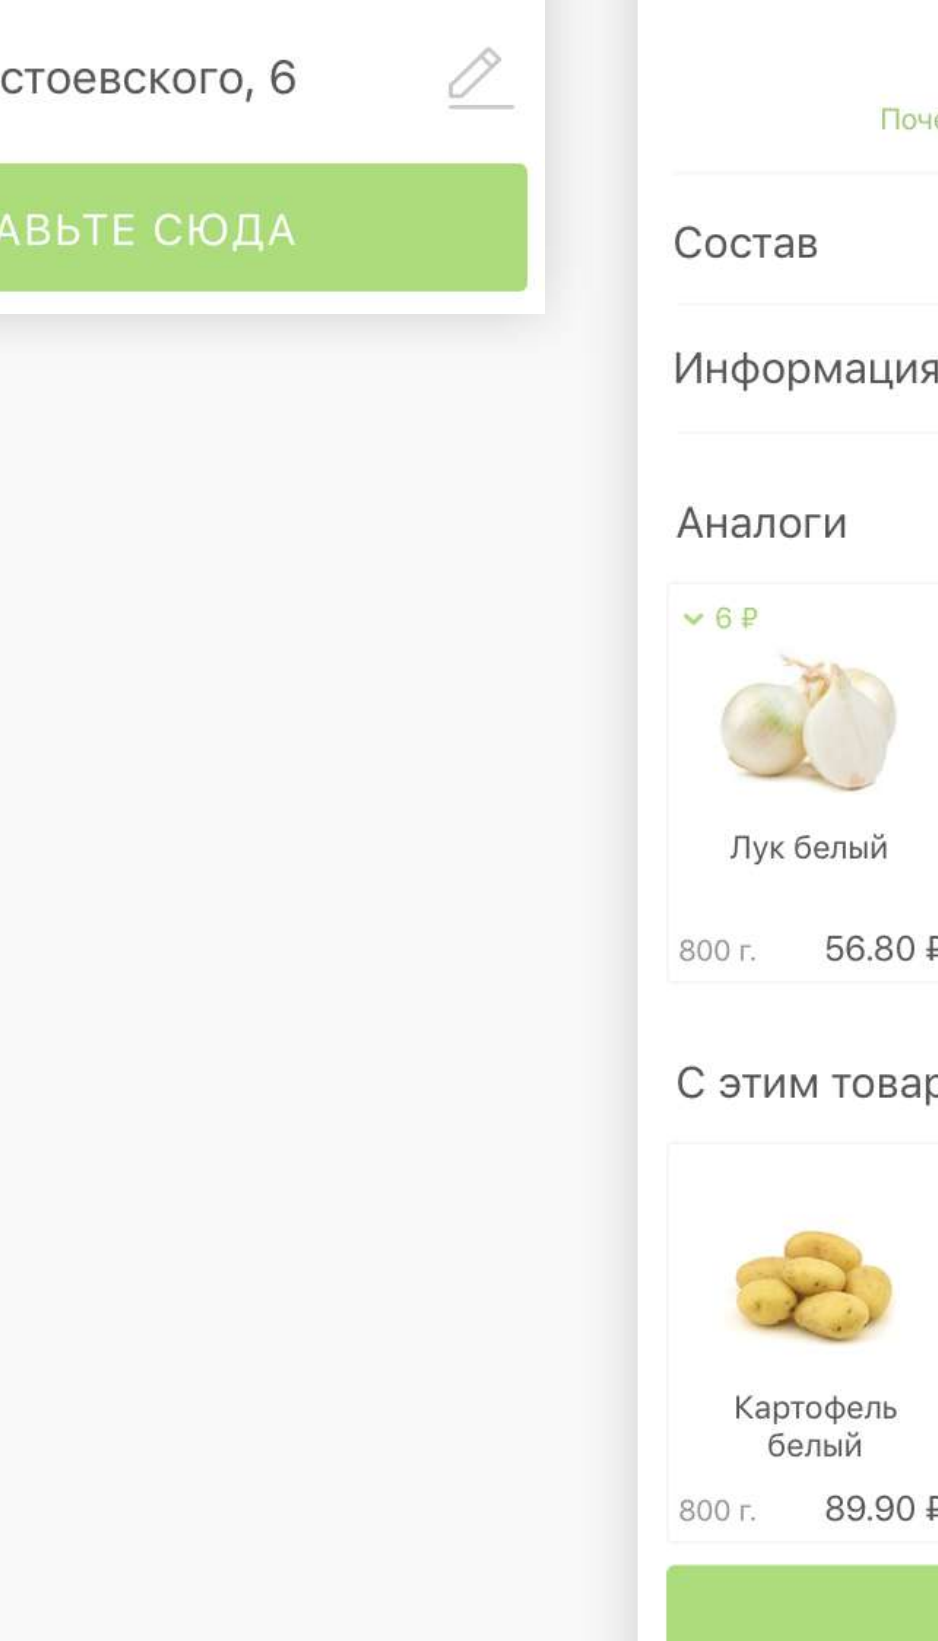 стоевского, 6
АВЬТЕ СЮДА
Поче
Состав
Информация
Аналоги
6 ₽
Лук белый
800 г. 56.80 ₽
С этим товар
Картофель
белый
800 г. 89.90 ₽